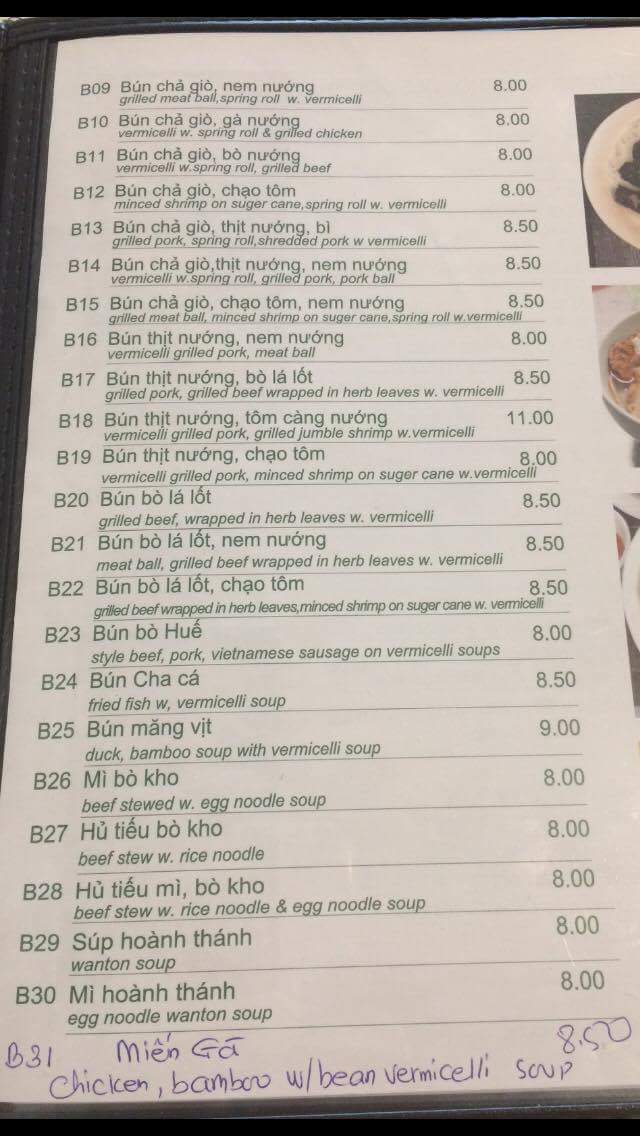 B09 Bún chả giò, nem nướng 8.00
grilled meat ball,spring roll w. vermicelli
B10 Bún chả giò, gà nướng 8.00
vermicelli w. spring roll & grilled chicken
B11 Bún chả giò, bò nướng 8.00
vermicelli w.spring roll, grilled beef
B12 Bún chả giò, chạo tôm 8.00
minced shrimp on suger cane,spring roll w. vermicelli
B13 Bún chả giò, thịt nướng, bì 8.50
grilled pork, spring roll,shredded pork w vermicelli
B14 Bún chả giò,thịt nướng, nem nướng 8.50
vermicelli w.spring roll, grilled pork, pork ball
B15 Bún chả giò, chạo tôm, nem nướng 8.50
grilled meat ball, minced shrimp on suger cane,spring roll w.vermicelli
B16 Bún thịt nướng, nem nướng 8.00
vermicelli grilled pork, meat ball
B17 Bún thịt nướng, bò lá lốt 8.50
grilled pork, grilled beef wrapped in herb leaves w. vermicelli
B18 Bún thịt nướng, tôm càng nướng 11.00
vermicelli grilled pork, grilled jumble shrimp w.vermicelli
B19 Bún thịt nướng, chạo tôm 8.00
vermicelli grilled pork, minced shrimp on suger cane w.vermicelli
B20 Bún bò lá lốt 8.50
grilled beef, wrapped in herb leaves w. vermicelli
B21 Bún bò lá lốt, nem nướng 8.50
meat ball, grilled beef wrapped in herb leaves w. vermicelli
B22 Bún bò lá lốt, chạo tôm 8.50
grilled beef wrapped in herb leaves,minced shrimp on suger cane w. vermicelli
B23 Bún bò Huế 8.00
style beef, pork, vietnamese sausage on vermicelli soups
B24 Bún Cha cá 8.50
fried fish w, vermicelli soup
B25 Bún măng vịt 9.00
duck, bamboo soup with vermicelli soup
B26 Mì bò kho 8.00
beef stewed w. egg noodle soup
B27 Hủ tiếu bò kho 8.00
beef stew w. rice noodle
B28 Hủ tiếu mì, bò kho 8.00
beef stew w. rice noodle & egg noodle soup
B29 Súp hoành thánh 8.00
wanton soup
B30 Mì hoành thánh 8.00
egg noodle wanton soup
B31 Miến Gà 8.50
Chicken, bamboo w/bean vermicelli soup